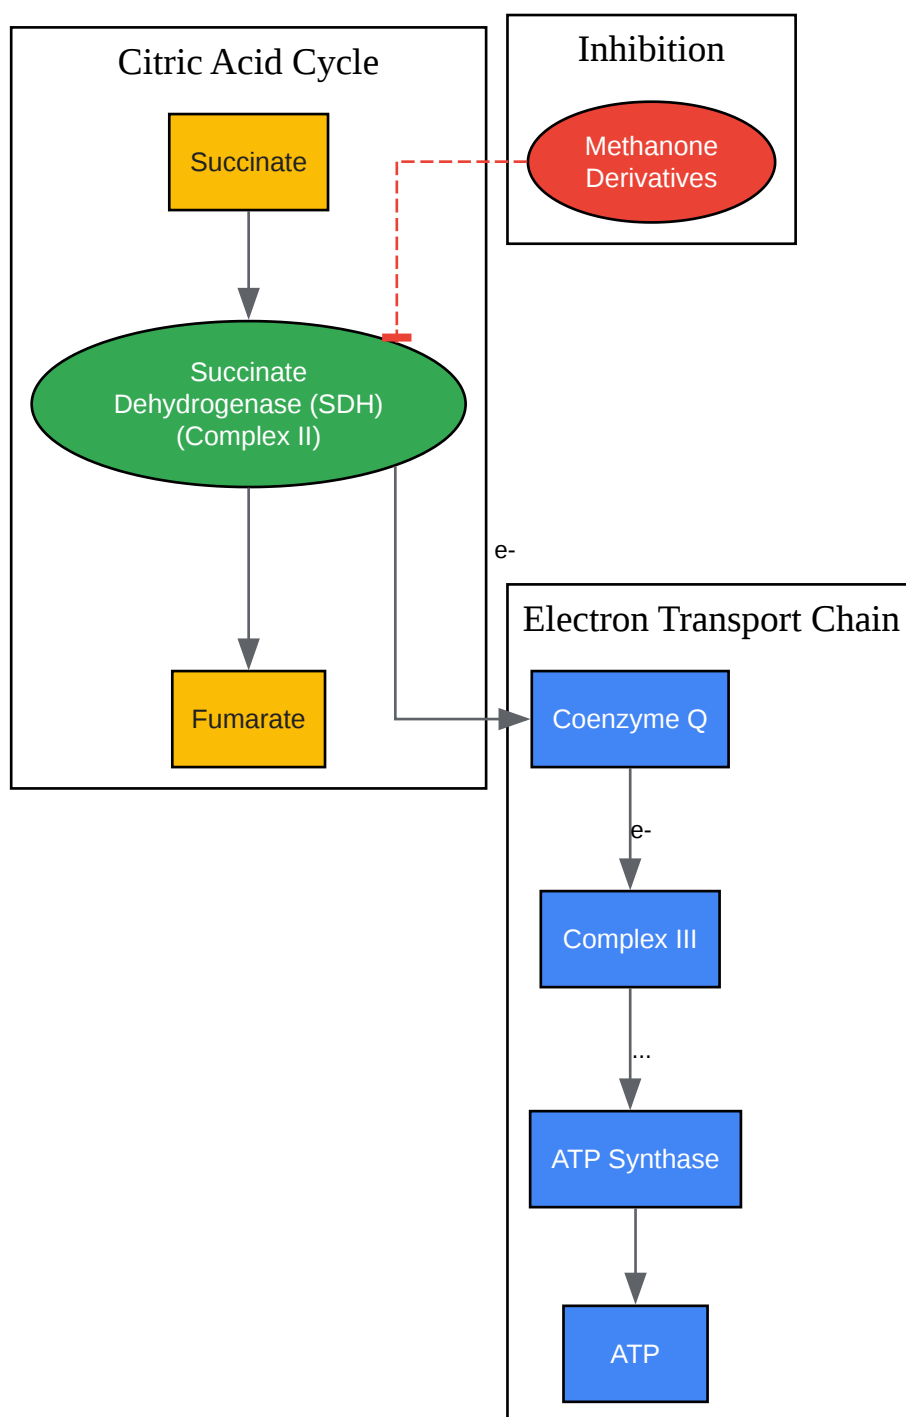 Citric Acid Cycle
Succinate
Succinate
Dehydrogenase (SDH)
(Complex II)
Fumarate
Inhibition
Methanone
Derivatives
e-
Electron Transport Chain
Coenzyme Q
e-
Complex III
...
ATP Synthase
ATP